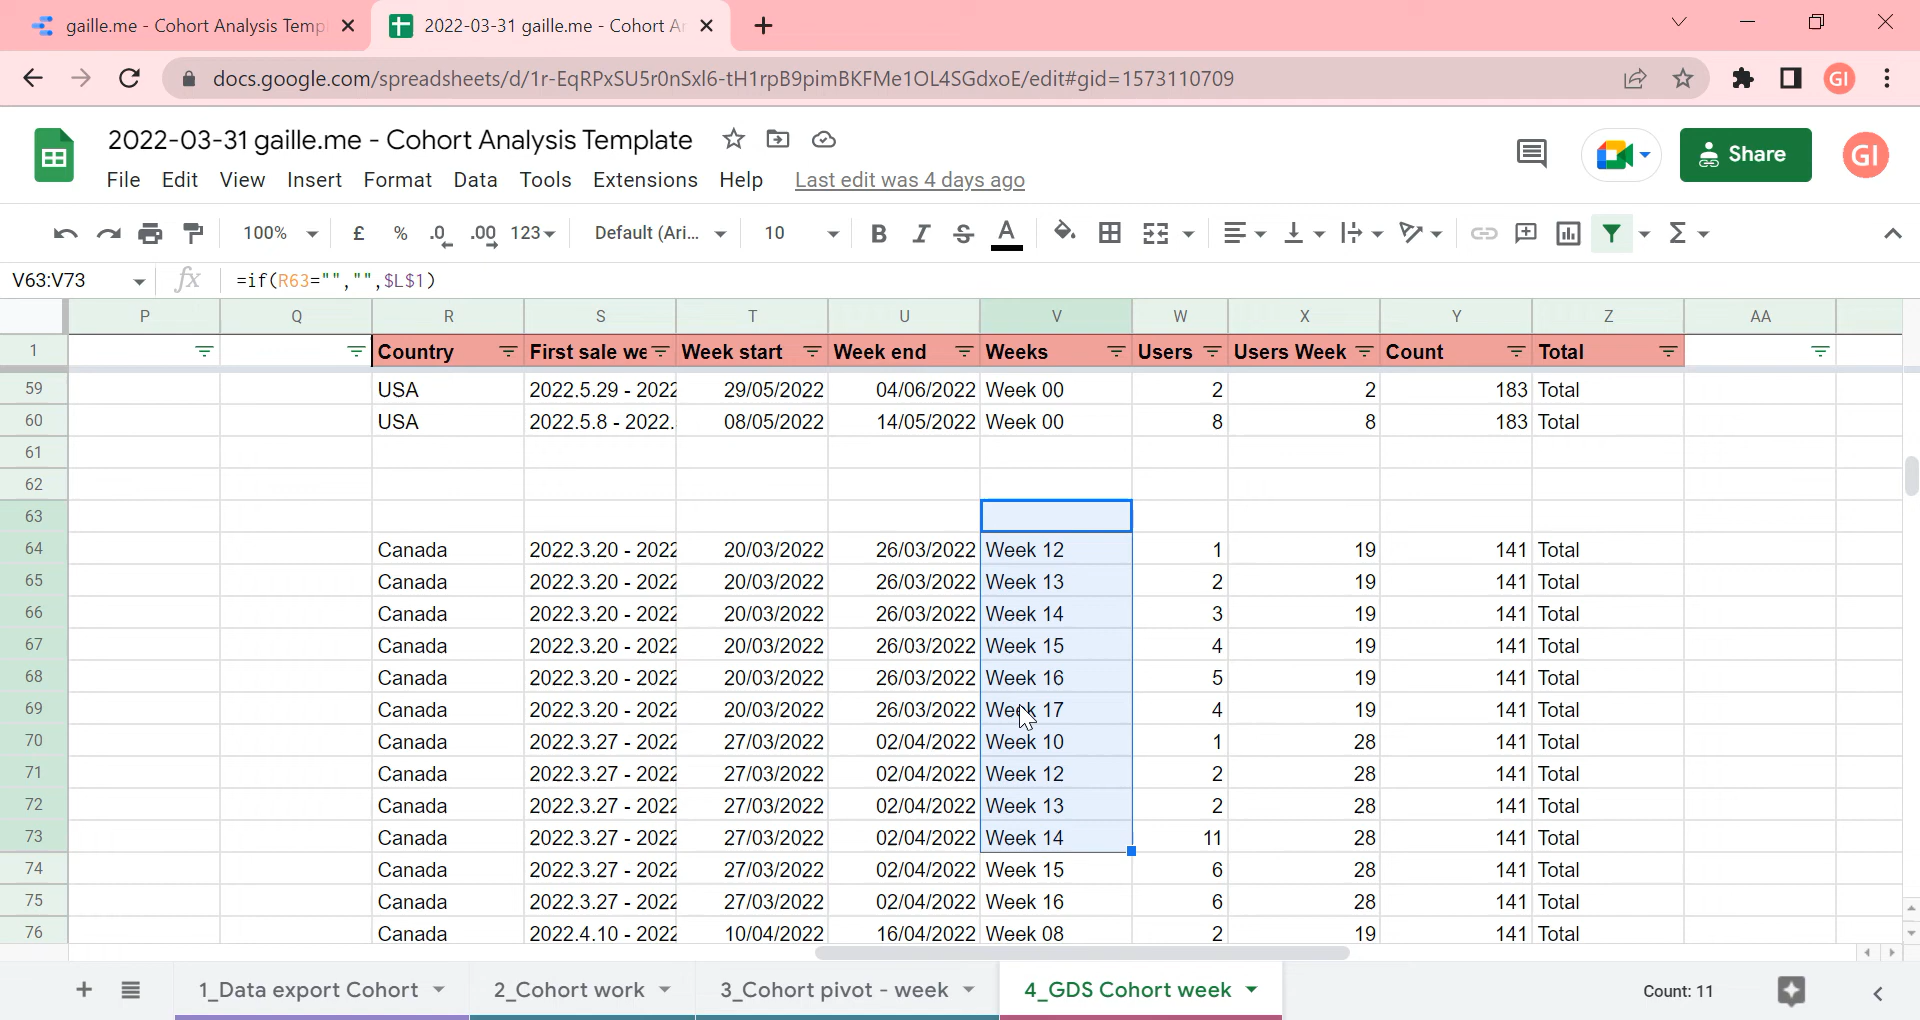 gaille.me - Cohort Analysis Temp
2022-03-31 gaille.me - Cohort Ar
docs.google.com/spreadsheets/d/1r-EqRPxSU5r0nSxl6-tH1rpB9pimBKFMe1OL4SGdxoE/edit#gid=1573110709
GI
2022-03-31 gaille.me - Cohort Analysis Template
Share
GI
File Edit View Insert Format Data Tools Extensions Help Last edit was 4 days ago
100% £ % .0 .00 123 Default (Ari... 10 B I S A Σ
V63:V73 fx =if(R63="","",$L$1)
P Q R S T U V W X Y Z AA
1 Country First sale we Week start Week end Weeks Users Users Week Count Total
59 USA 2022.5.29 - 2022 29/05/2022 04/06/2022 Week 00 2 2 183 Total
60 USA 2022.5.8 - 2022. 08/05/2022 14/05/2022 Week 00 8 8 183 Total
61
62
63
64 Canada 2022.3.20 - 2022 20/03/2022 26/03/2022 Week 12 1 19 141 Total
65 Canada 2022.3.20 - 2022 20/03/2022 26/03/2022 Week 13 2 19 141 Total
66 Canada 2022.3.20 - 2022 20/03/2022 26/03/2022 Week 14 3 19 141 Total
67 Canada 2022.3.20 - 2022 20/03/2022 26/03/2022 Week 15 4 19 141 Total
68 Canada 2022.3.20 - 2022 20/03/2022 26/03/2022 Week 16 5 19 141 Total
69 Canada 2022.3.20 - 2022 20/03/2022 26/03/2022 Week 17 4 19 141 Total
70 Canada 2022.3.27 - 2022 27/03/2022 02/04/2022 Week 10 1 28 141 Total
71 Canada 2022.3.27 - 2022 27/03/2022 02/04/2022 Week 12 2 28 141 Total
72 Canada 2022.3.27 - 2022 27/03/2022 02/04/2022 Week 13 2 28 141 Total
73 Canada 2022.3.27 - 2022 27/03/2022 02/04/2022 Week 14 11 28 141 Total
74 Canada 2022.3.27 - 2022 27/03/2022 02/04/2022 Week 15 6 28 141 Total
75 Canada 2022.3.27 - 2022 27/03/2022 02/04/2022 Week 16 6 28 141 Total
76 Canada 2022.4.10 - 2022 10/04/2022 16/04/2022 Week 08 2 19 141 Total
1_Data export Cohort 2_Cohort work 3_Cohort pivot - week 4_GDS Cohort week Count: 11